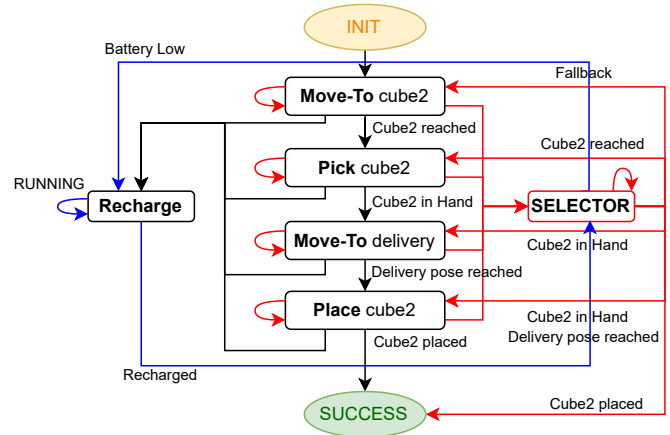 INIT
Battery Low
Fallback
Move-To cube2
Cube2 reached
Cube2 reached
Pick cube2
RUNNING
Cube2 in Hand
Recharge
SELECTOR
Move-To delivery
Cube2 in Hand
Delivery pose reached
Place cube2
Cube2 in Hand
Delivery pose reached
Cube2 placed
Recharged
Cube2 placed
SUCCESS